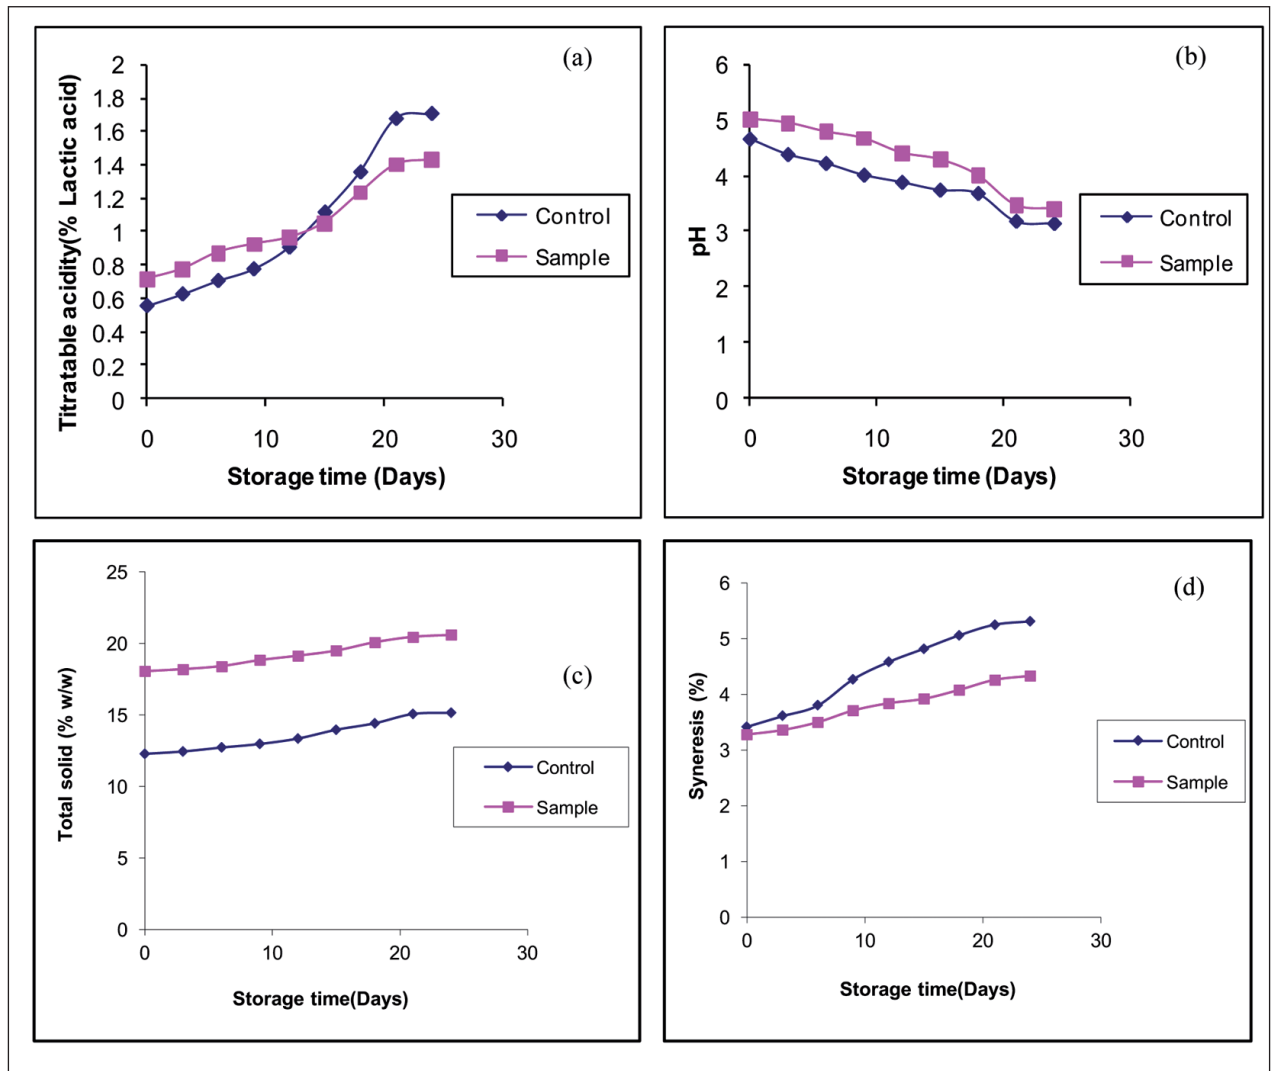 (a)
Titratable acidity(% Lactic acid)
2
1.8
1.6
1.4
1.2
1
0.8
0.6
0.4
0.2
0
0 10 20 30
Storage time (Days)
Control
Sample
(b)
pH
6
5
4
3
2
1
0
0 10 20 30
Storage time (Days)
Control
Sample
(c)
Total solid (% w/w)
25
20
15
10
5
0
0 10 20 30
Storage time(Days)
Control
Sample
(d)
Syneresis (%)
6
5
4
3
2
1
0
0 10 20 30
Storage time(Days)
Control
Sample